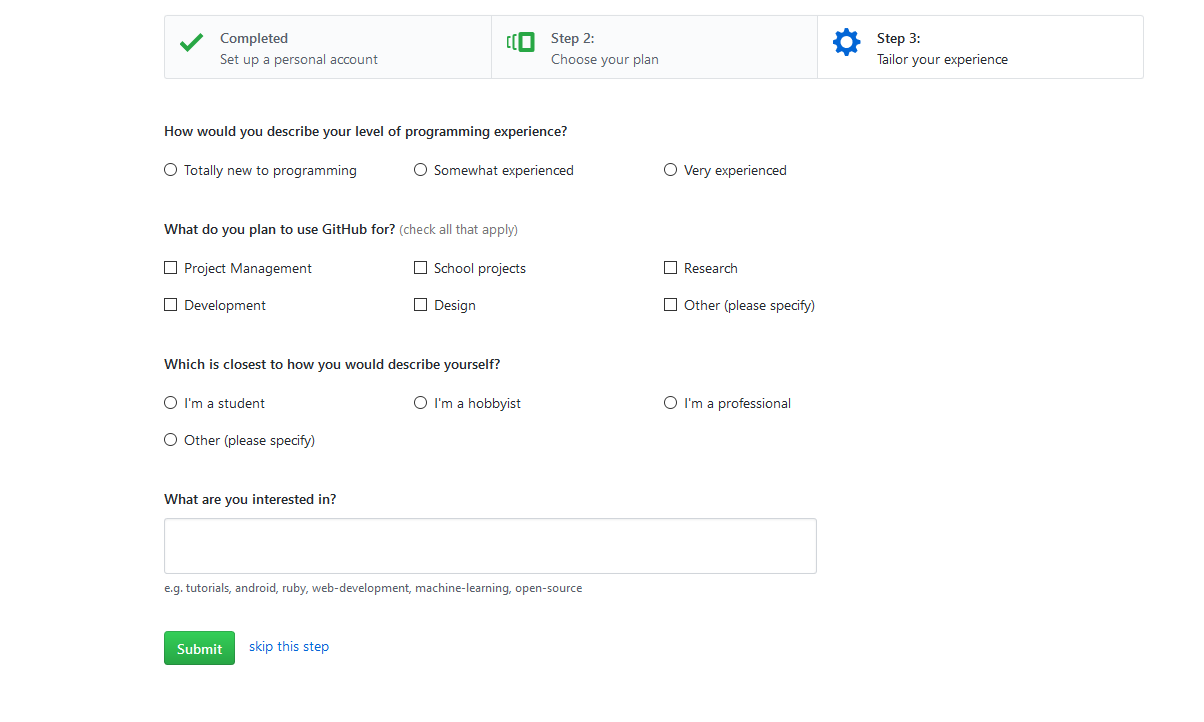 Completed
Set up a personal account
Step 2:
Choose your plan
Step 3:
Tailor your experience
How would you describe your level of programming experience?
Totally new to programming
Somewhat experienced
Very experienced
What do you plan to use GitHub for? (check all that apply)
Project Management
School projects
Research
Development
Design
Other (please specify)
Which is closest to how you would describe yourself?
I'm a student
I'm a hobbyist
I'm a professional
Other (please specify)
What are you interested in?
e.g. tutorials, android, ruby, web-development, machine-learning, open-source
Submit
skip this step